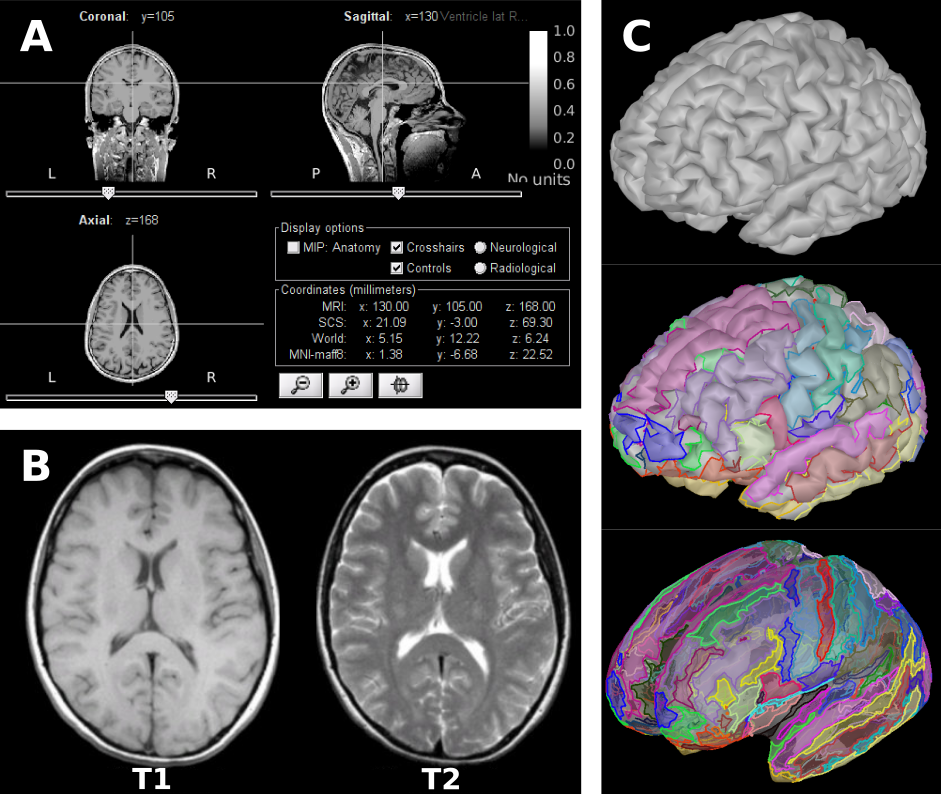 A
Coronal: y=105
Sagittal: x=130 Ventricle lat R...
1.0
0.8
0.6
0.4
0.2
0.0
No units
L R
P A
Axial: z=168
L R
Display options
MIP: Anatomy Crosshairs Neurological
Controls Radiological
Coordinates (millimeters)
MRI: x: 130.00 y: 105.00 z: 168.00
SCS: x: 21.09 y: -3.00 z: 69.30
World: x: 5.15 y: 12.22 z: 6.24
MNI-maff8: x: 1.38 y: -6.68 z: 22.52
B
T1 T2
C